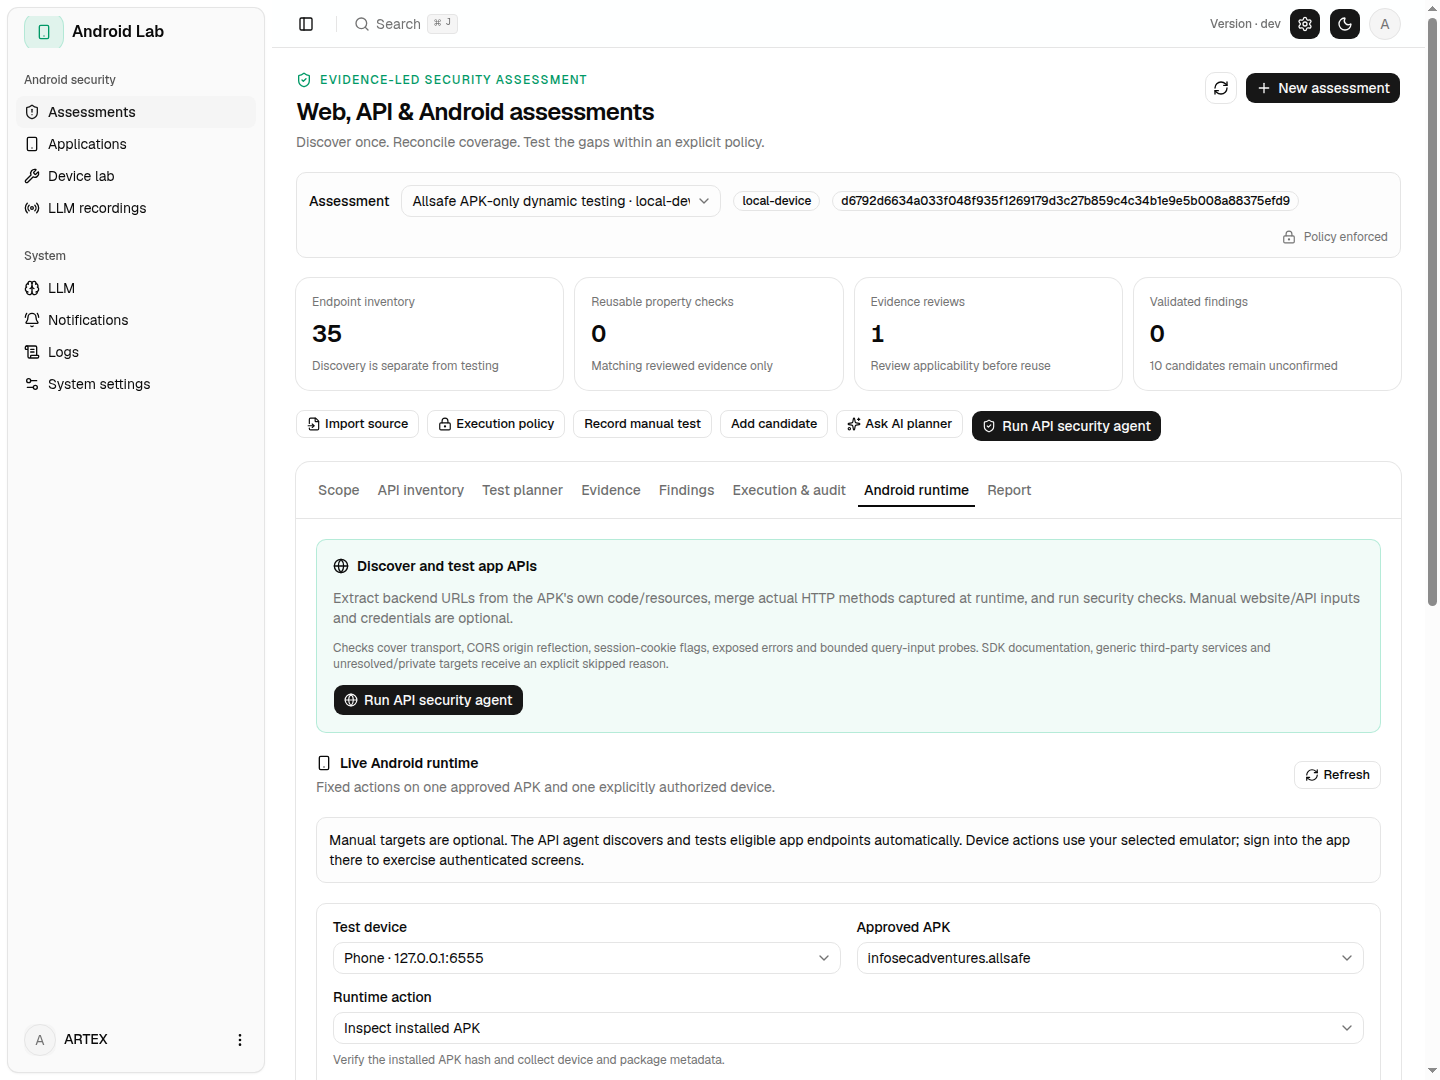 Android Lab
Android security
Assessments
Applications
Device lab
LLM recordings
System
LLM
Notifications
Logs
System settings
A
ARTEX
Search
⌘ J
Version · dev
A
EVIDENCE-LED SECURITY ASSESSMENT
Web, API & Android assessments
Discover once. Reconcile coverage. Test the gaps within an explicit policy.
New assessment
Assessment
Allsafe APK-only dynamic testing · local-dev
local-device
d6792d6634a033f048f935f1269179d3c27b859c4c34b1e9e5b008a88375efd9
Policy enforced
Endpoint inventory
35
Discovery is separate from testing
Reusable property checks
0
Matching reviewed evidence only
Evidence reviews
1
Review applicability before reuse
Validated findings
0
10 candidates remain unconfirmed
Import source
Execution policy
Record manual test
Add candidate
Ask AI planner
Run API security agent
Scope
API inventory
Test planner
Evidence
Findings
Execution & audit
Android runtime
Report
Discover and test app APIs
Extract backend URLs from the APK's own code/resources, merge actual HTTP methods captured at runtime, and run security checks. Manual website/API inputs
and credentials are optional.
Checks cover transport, CORS origin reflection, session-cookie flags, exposed errors and bounded query-input probes. SDK documentation, generic third-party services and
unresolved/private targets receive an explicit skipped reason.
Run API security agent
Live Android runtime
Fixed actions on one approved APK and one explicitly authorized device.
Refresh
Manual targets are optional. The API agent discovers and tests eligible app endpoints automatically. Device actions use your selected emulator; sign into the app
there to exercise authenticated screens.
Test device
Phone · 127.0.0.1:6555
Approved APK
infosecadventures.allsafe
Runtime action
Inspect installed APK
Verify the installed APK hash and collect device and package metadata.